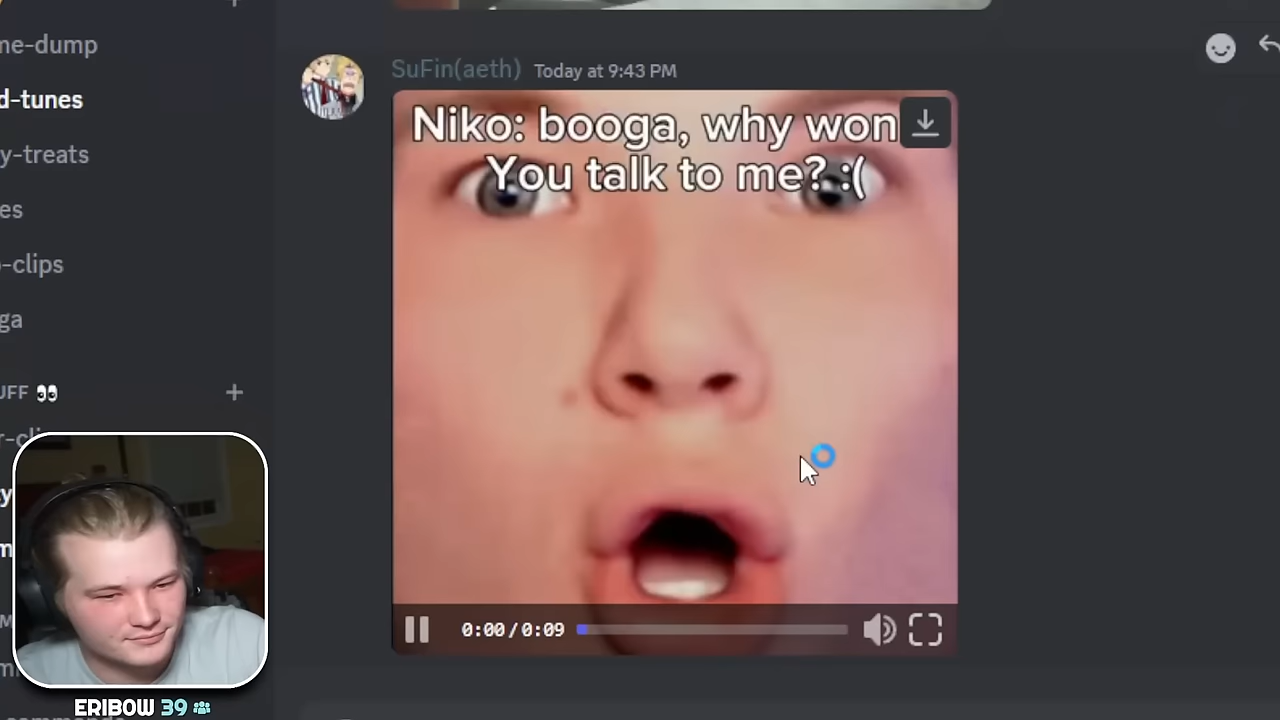 me-dump
d-tunes
y-treats
es
-clips
ga
UFF 👀
SuFin(aeth) Today at 9:43 PM
Niko: booga, why won
You talk to me? :(
0:00/0:09
ERIBOW 39